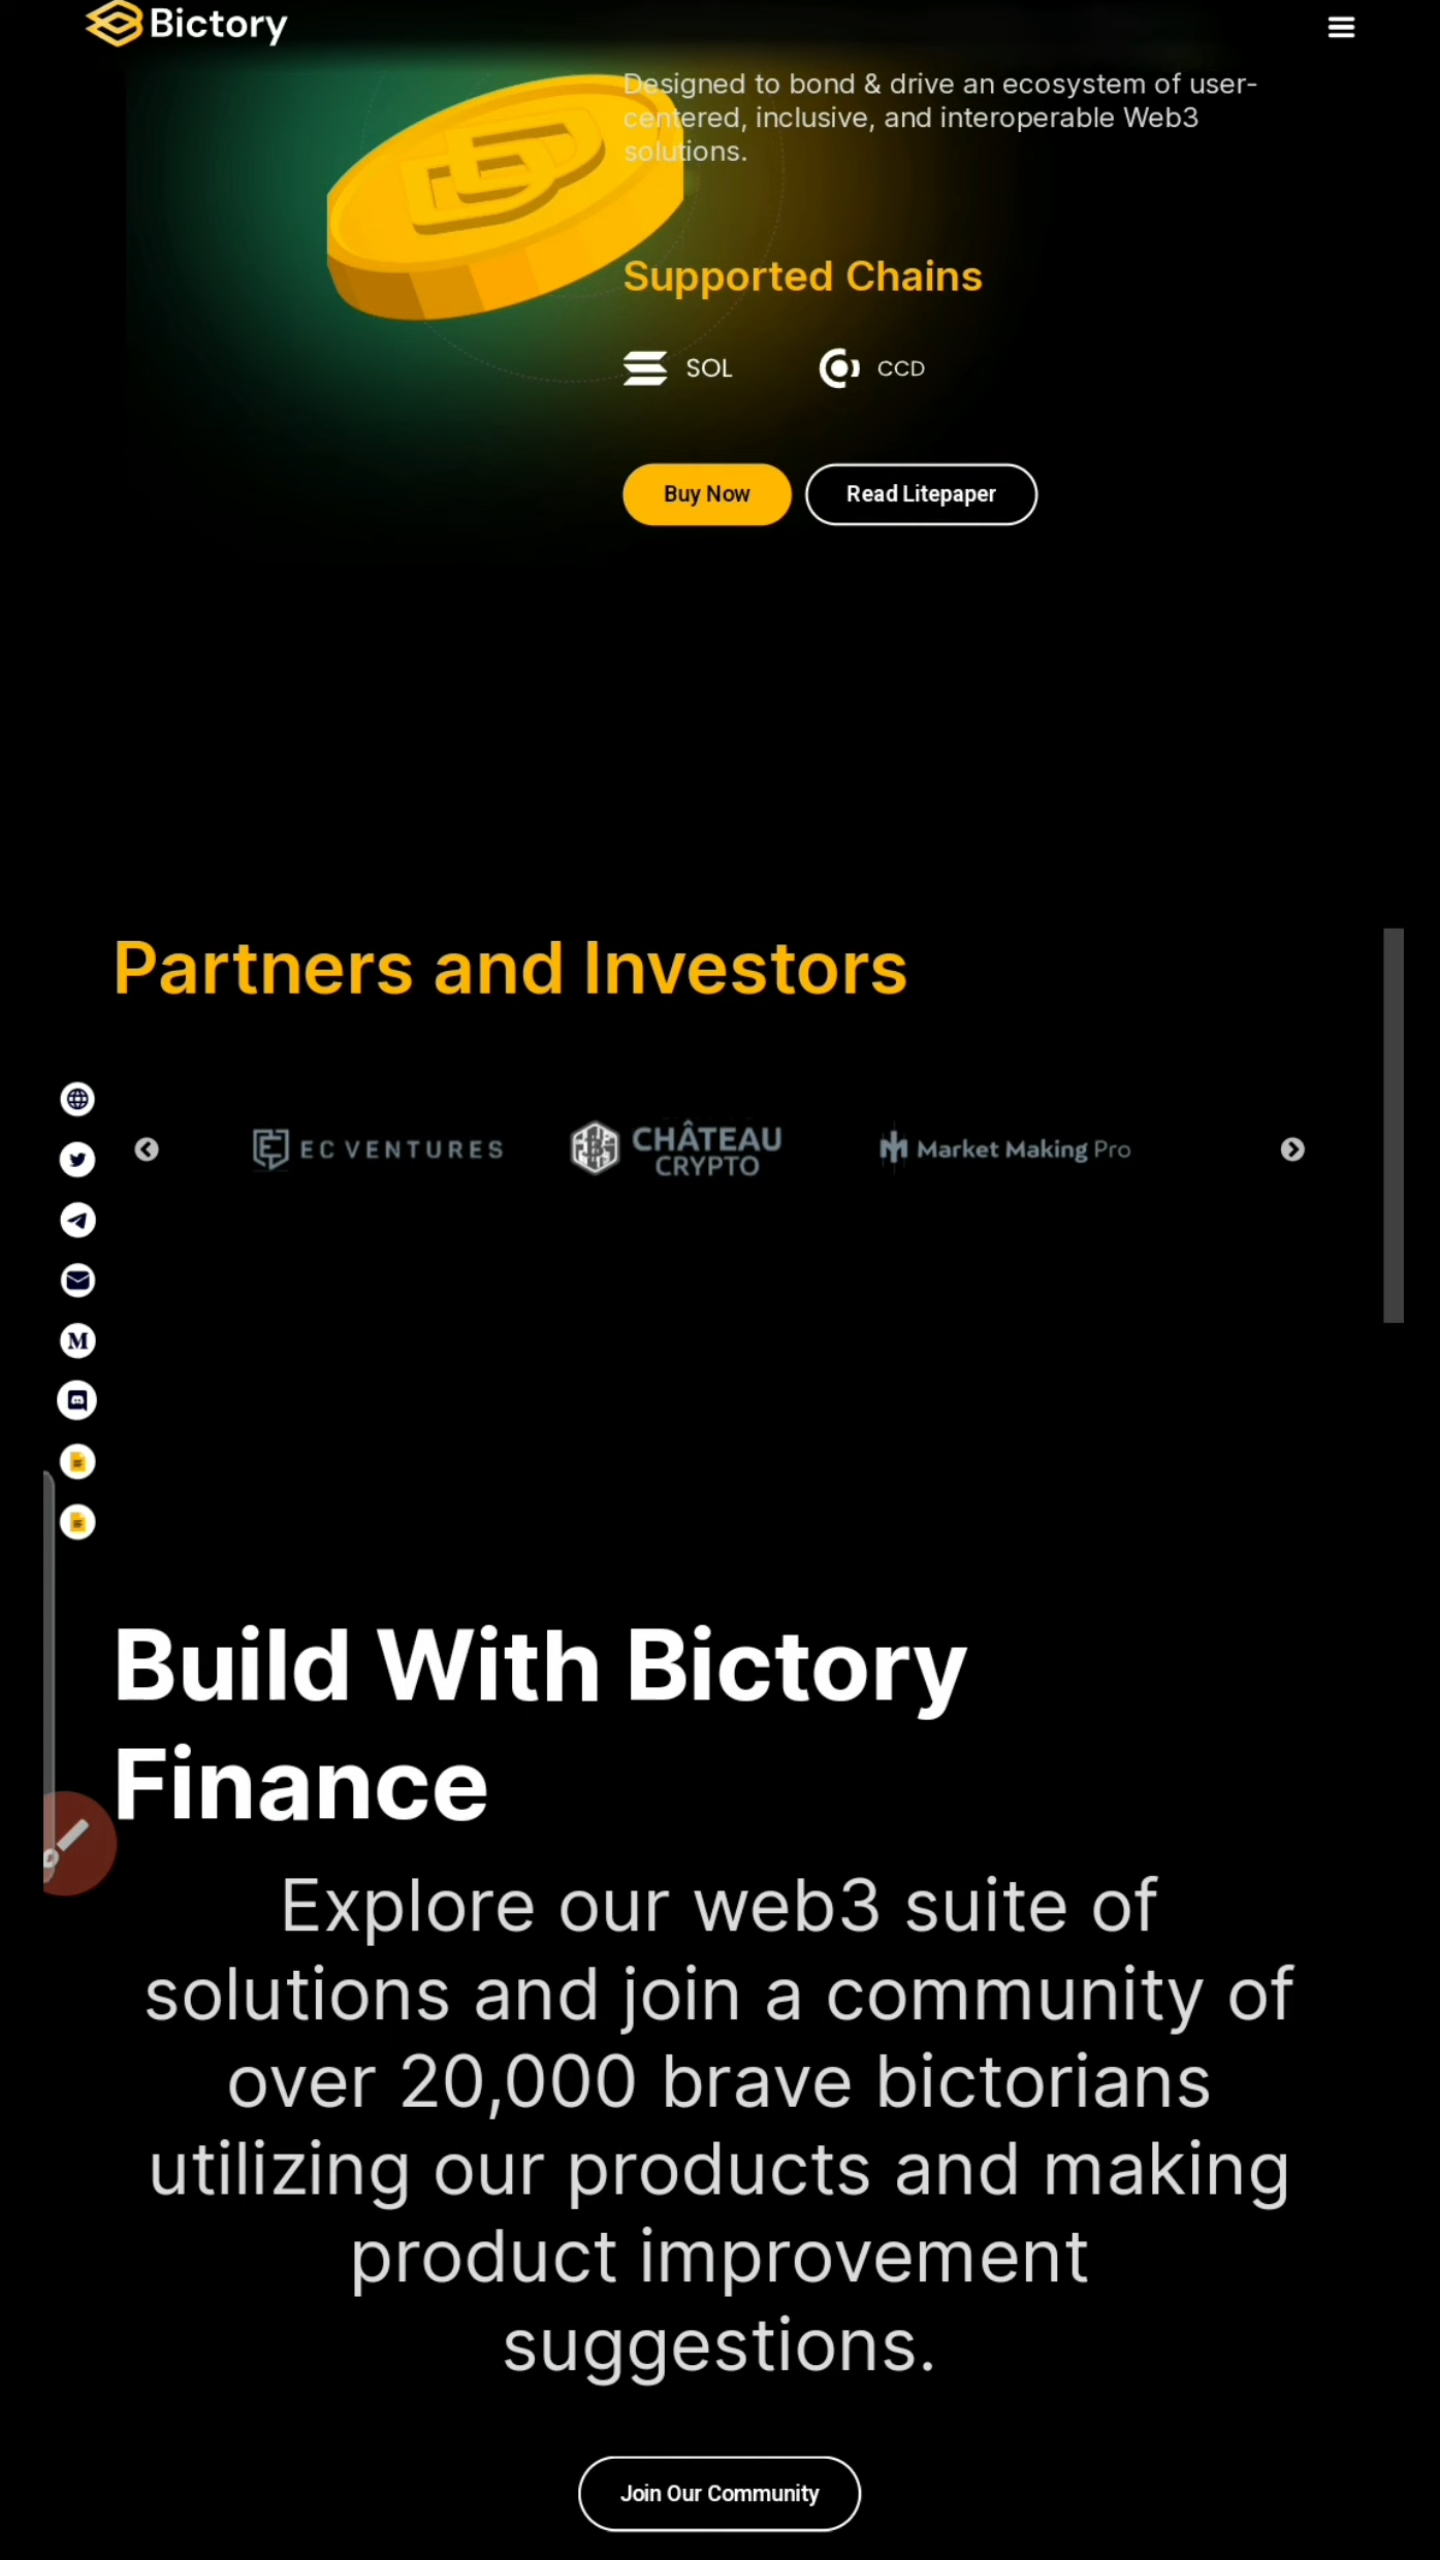 Bictory
Designed to bond & drive an ecosystem of user-
centered, inclusive, and interoperable Web3
solutions.
Supported Chains
SOL CCD
Buy Now Read Litepaper
Partners and Investors
EC VENTURES CHÂTEAU CRYPTO Market Making Pro
M
Build With Bictory
Finance
Explore our web3 suite of
solutions and join a community of
over 20,000 brave bictorians
utilizing our products and making
product improvement
suggestions.
Join Our Community